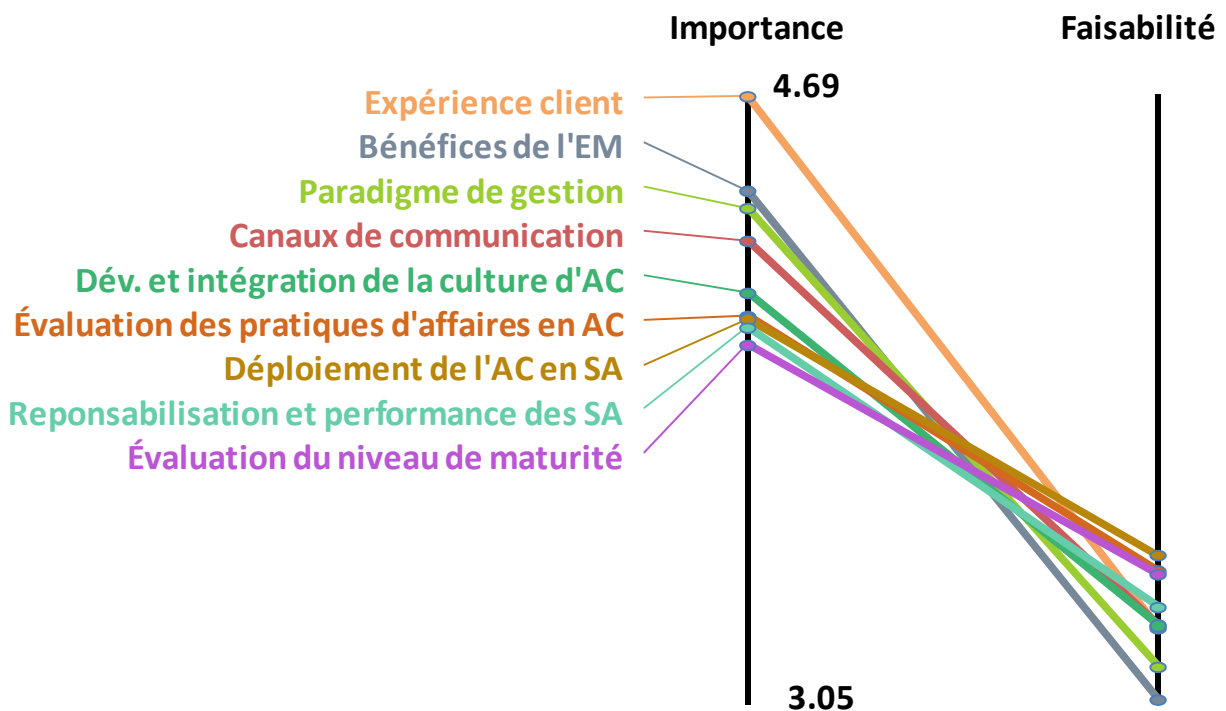 Importance
Faisabilité
4.69
Expérience client
Bénéfices de l'EM
Paradigme de gestion
Canaux de communication
Dév. et intégration de la culture d'AC
Évaluation des pratiques d'affaires en AC
Déploiement de l'AC en SA
Reponsabilisation et performance des SA
Évaluation du niveau de maturité
3.05